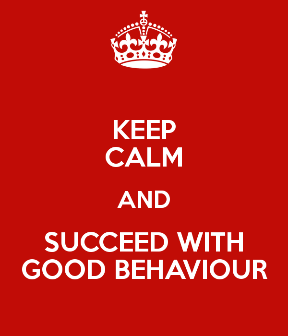 KEEP
CALM
AND
SUCCEED WITH
GOOD BEHAVIOUR